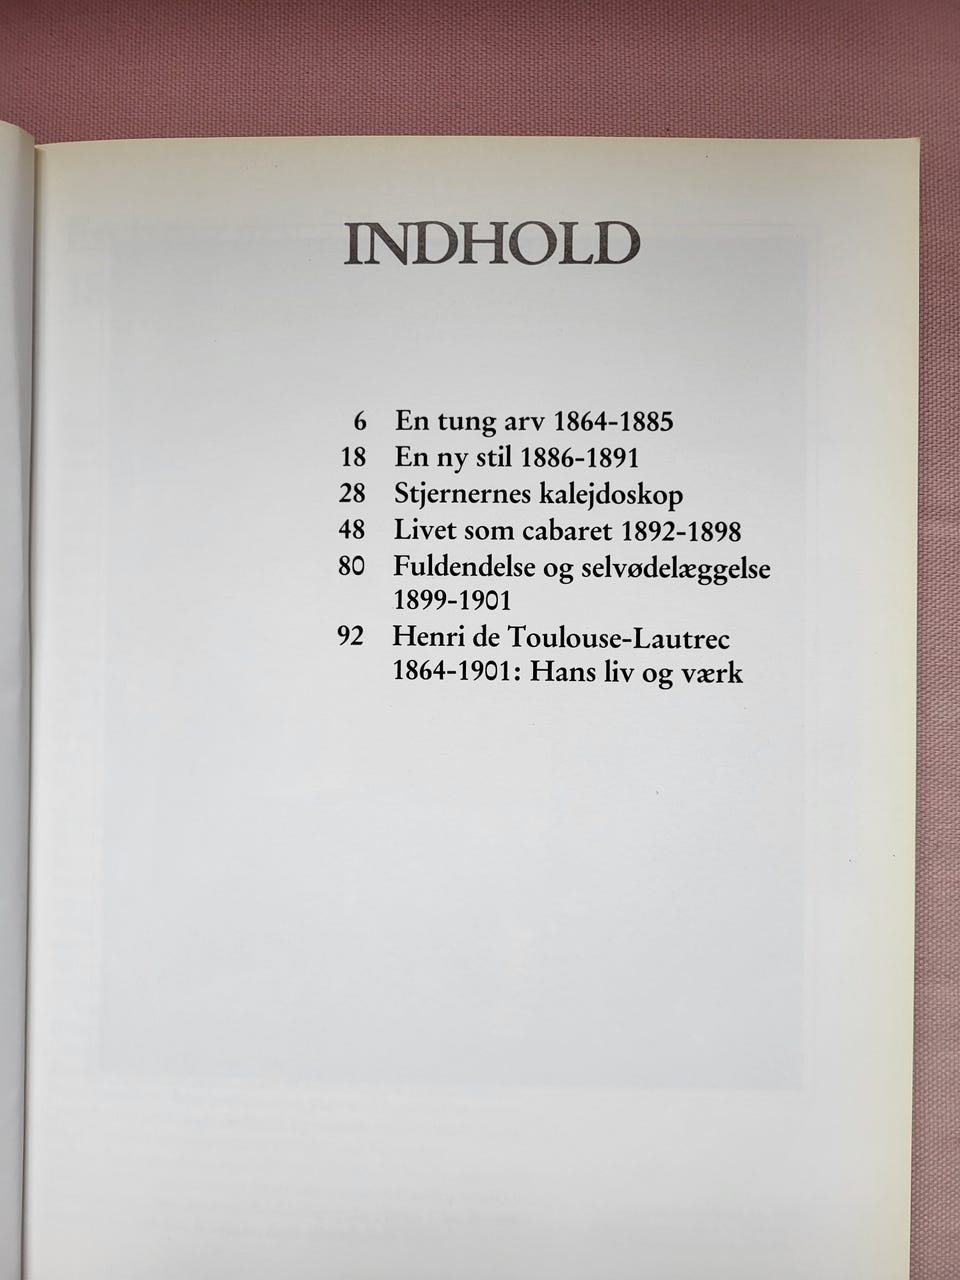 INDHOLD
6 En tung arv 1864-1885
18 En ny stil 1886-1891
28 Stjernernes kalejdoskop
48 Livet som cabaret 1892-1898
80 Fuldendelse og selvødelæggelse
1899-1901
92 Henri de Toulouse-Lautrec
1864-1901: Hans liv og værk